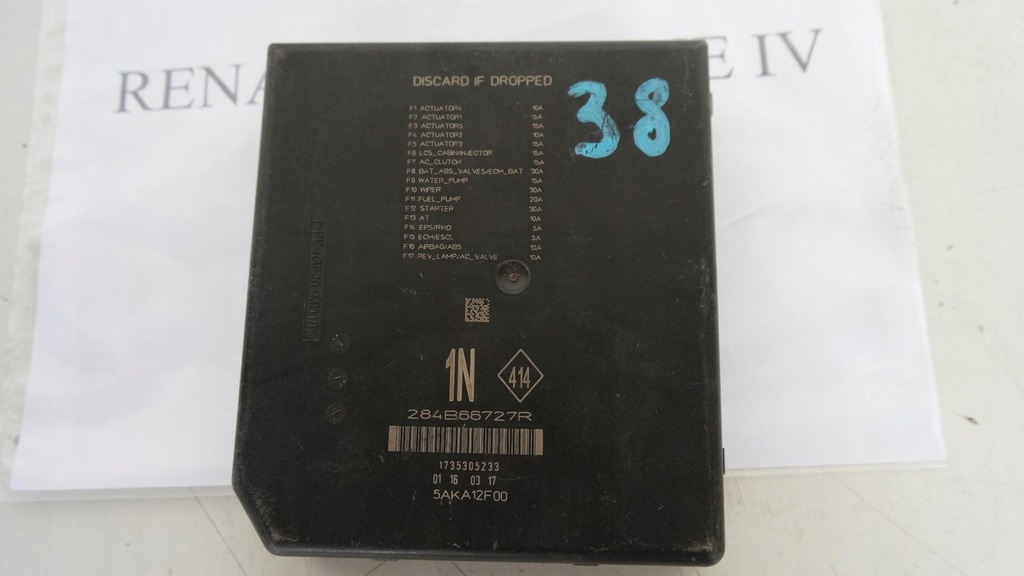 RENA E IV
DISCARD IF DROPPED
38
F1 ACTUATOR4 10A
F2 ACTUATOR1 15A
F3 ACTUATOR5 15A
F4 ACTUATOR2 10A
F5 ACTUATOR3 15A
F6 LCS_CABIN/INJECTOR 15A
F7 AC_CLUTCH 15A
F8 BAT_ABS_VALVES/ECM_BAT 30A
F9 WATER_PUMP 15A
F10 WIPER 30A
F11 FUEL_PUMP 20A
F12 STARTER 30A
F13 AT 10A
F14 EPS/RWD 5A
F15 ECM/ESCL 5A
F16 AIRBAG/ABS 10A
F17 REV_LAMP/AC_VALVE 10A
1N 414
284B66727R
1735305233
01 16 03 17
5AKA12F00